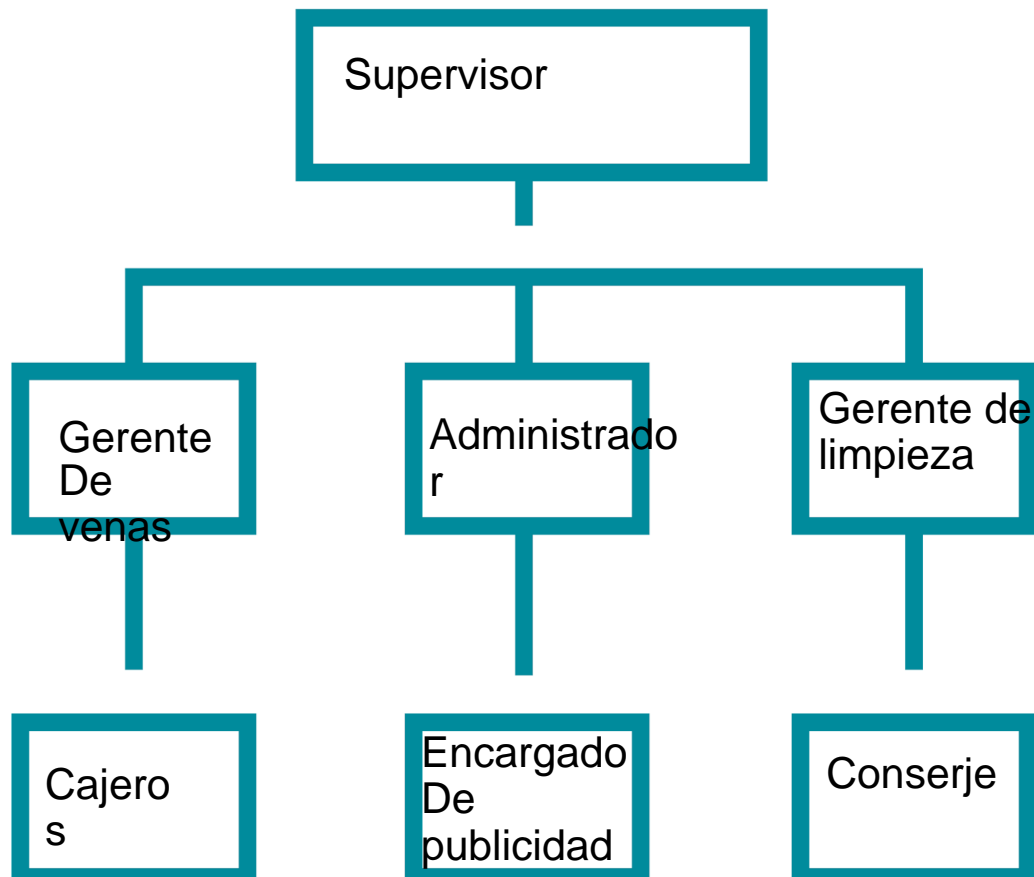 Supervisor
Gerente
De
venas
Administrado
r
Gerente de
limpieza
Cajero
s
Encargado
De
publicidad
Conserje